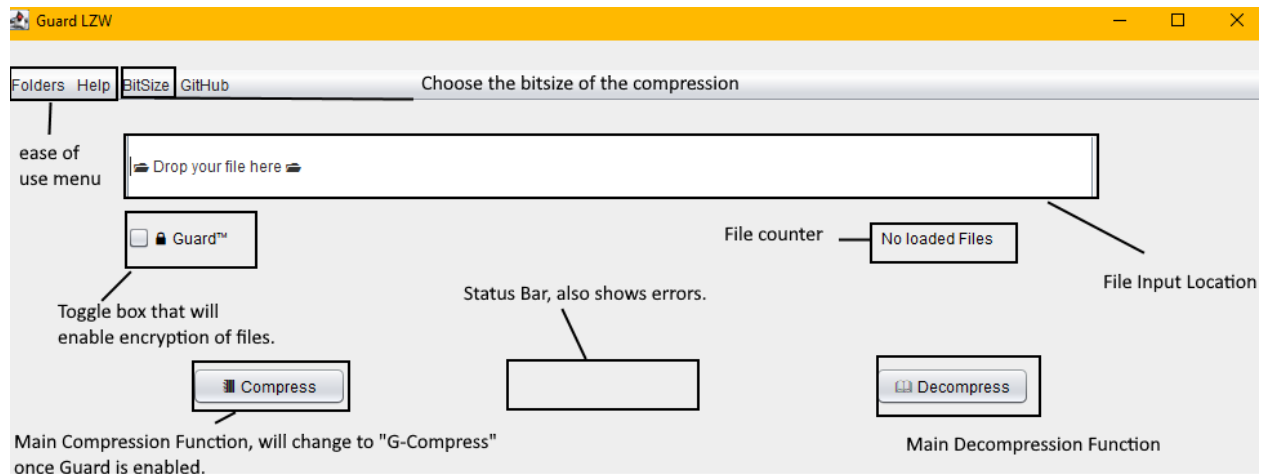 Guard LZW
Folders Help BitSize GitHub
Choose the bitsize of the compression
ease of
use menu
Drop your file here
Guard™
File counter
No loaded Files
File Input Location
Toggle box that will
enable encryption of files.
Status Bar, also shows errors.
Compress
Decompress
Main Compression Function, will change to "G-Compress"
once Guard is enabled.
Main Decompression Function